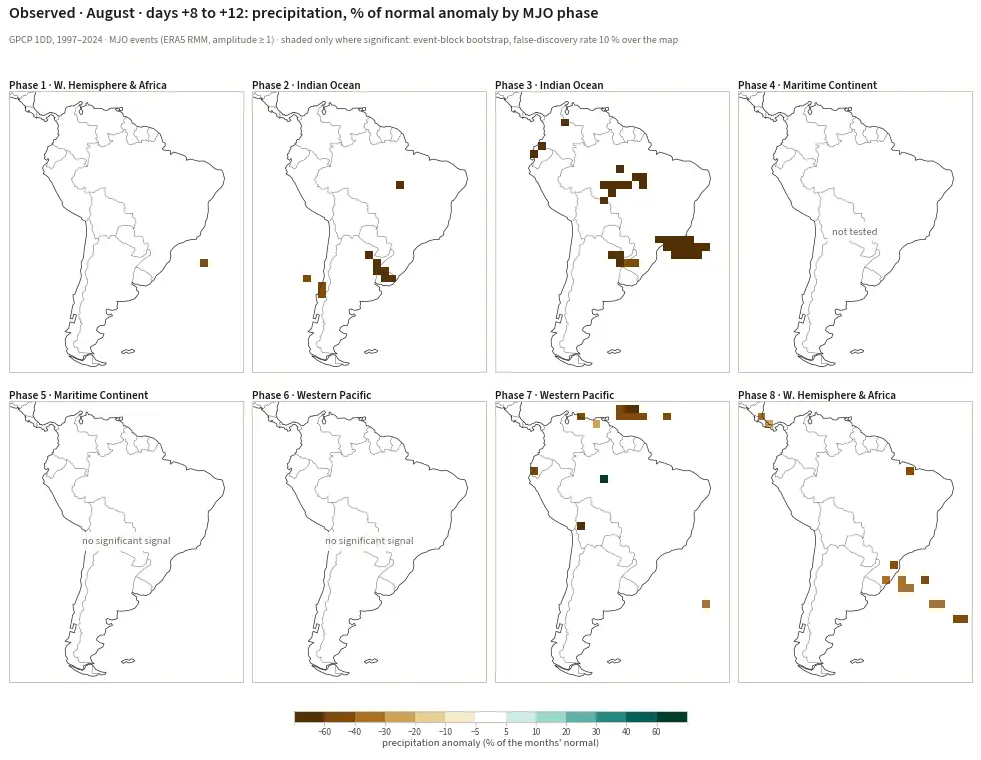 Observed · August · days +8 to +12: precipitation, % of normal anomaly by MJO phase
GPCP 1DD, 1997–2024 · MJO events (ERA5 RMM, amplitude ≥ 1) · shaded only where significant: event-block bootstrap, false-discovery rate 10 % over the map
Phase 1 · W. Hemisphere & Africa
Phase 2 · Indian Ocean
Phase 3 · Indian Ocean
Phase 4 · Maritime Continent
not tested
Phase 5 · Maritime Continent
Phase 6 · Western Pacific
Phase 7 · Western Pacific
Phase 8 · W. Hemisphere & Africa
no significant signal
no significant signal
−60 −40 −30 −20 −10 −5 5 10 20 30 40 60
precipitation anomaly (% of the months' normal)